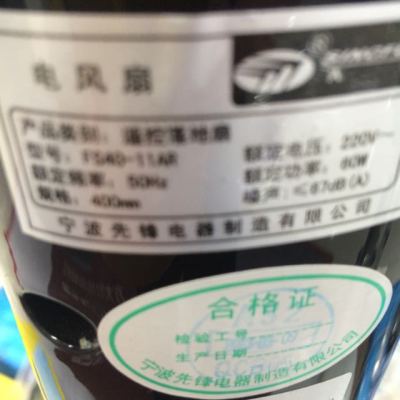 电风扇
产品类别：遥控落地扇
型号：FS40-11AR
额定电压：220V～
额定频率：50Hz
额定功率：60W
规格：400mm
噪声：≤67dB(A)
宁波先锋电器制造有限公司
合格证
检验工号
生产日期
宁波先锋电器制造有限公司